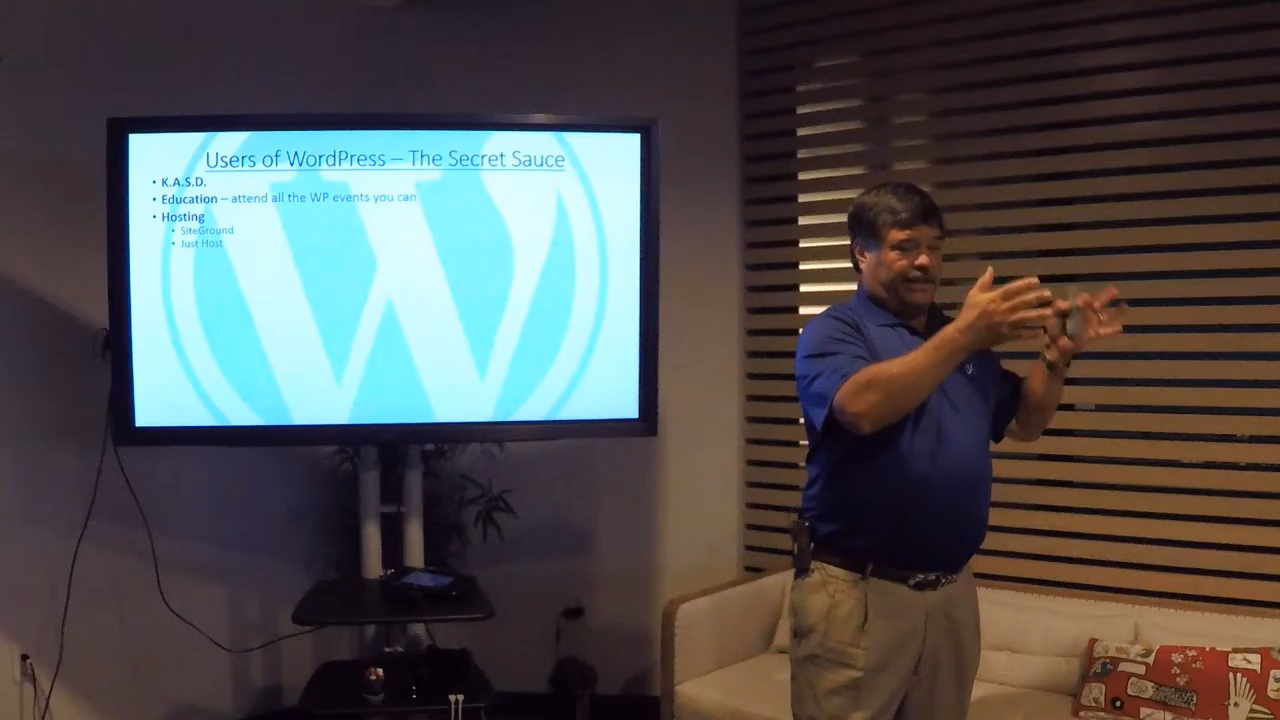 Users of WordPress – The Secret Sauce
• K.A.S.D.
• Education – attend all the WP events you can
• Hosting
• SiteGround
• Just Host